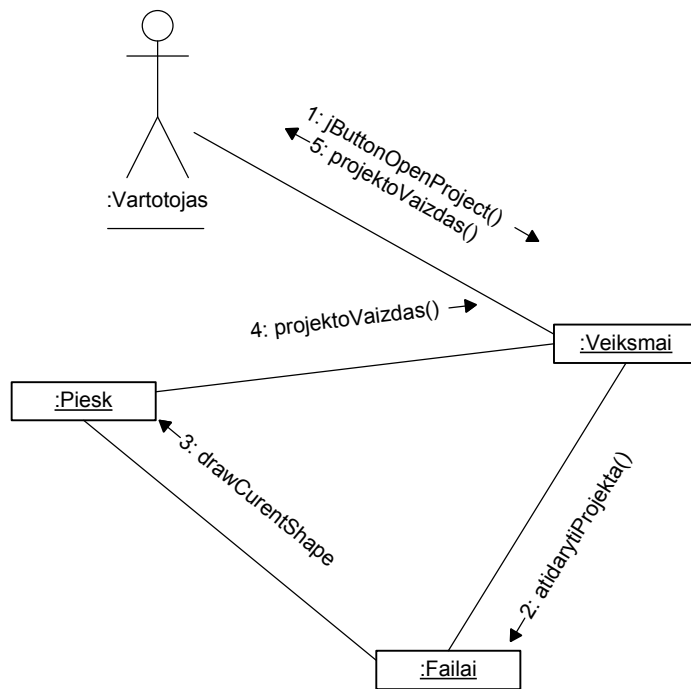 1: jButtonOpenProject()
5: projektoVaizdas()
:Vartotojas
4: projektoVaizdas()
:Veiksmai
:Piesk
3: drawCurentShape
2: atidarytiProjekta()
:Failai